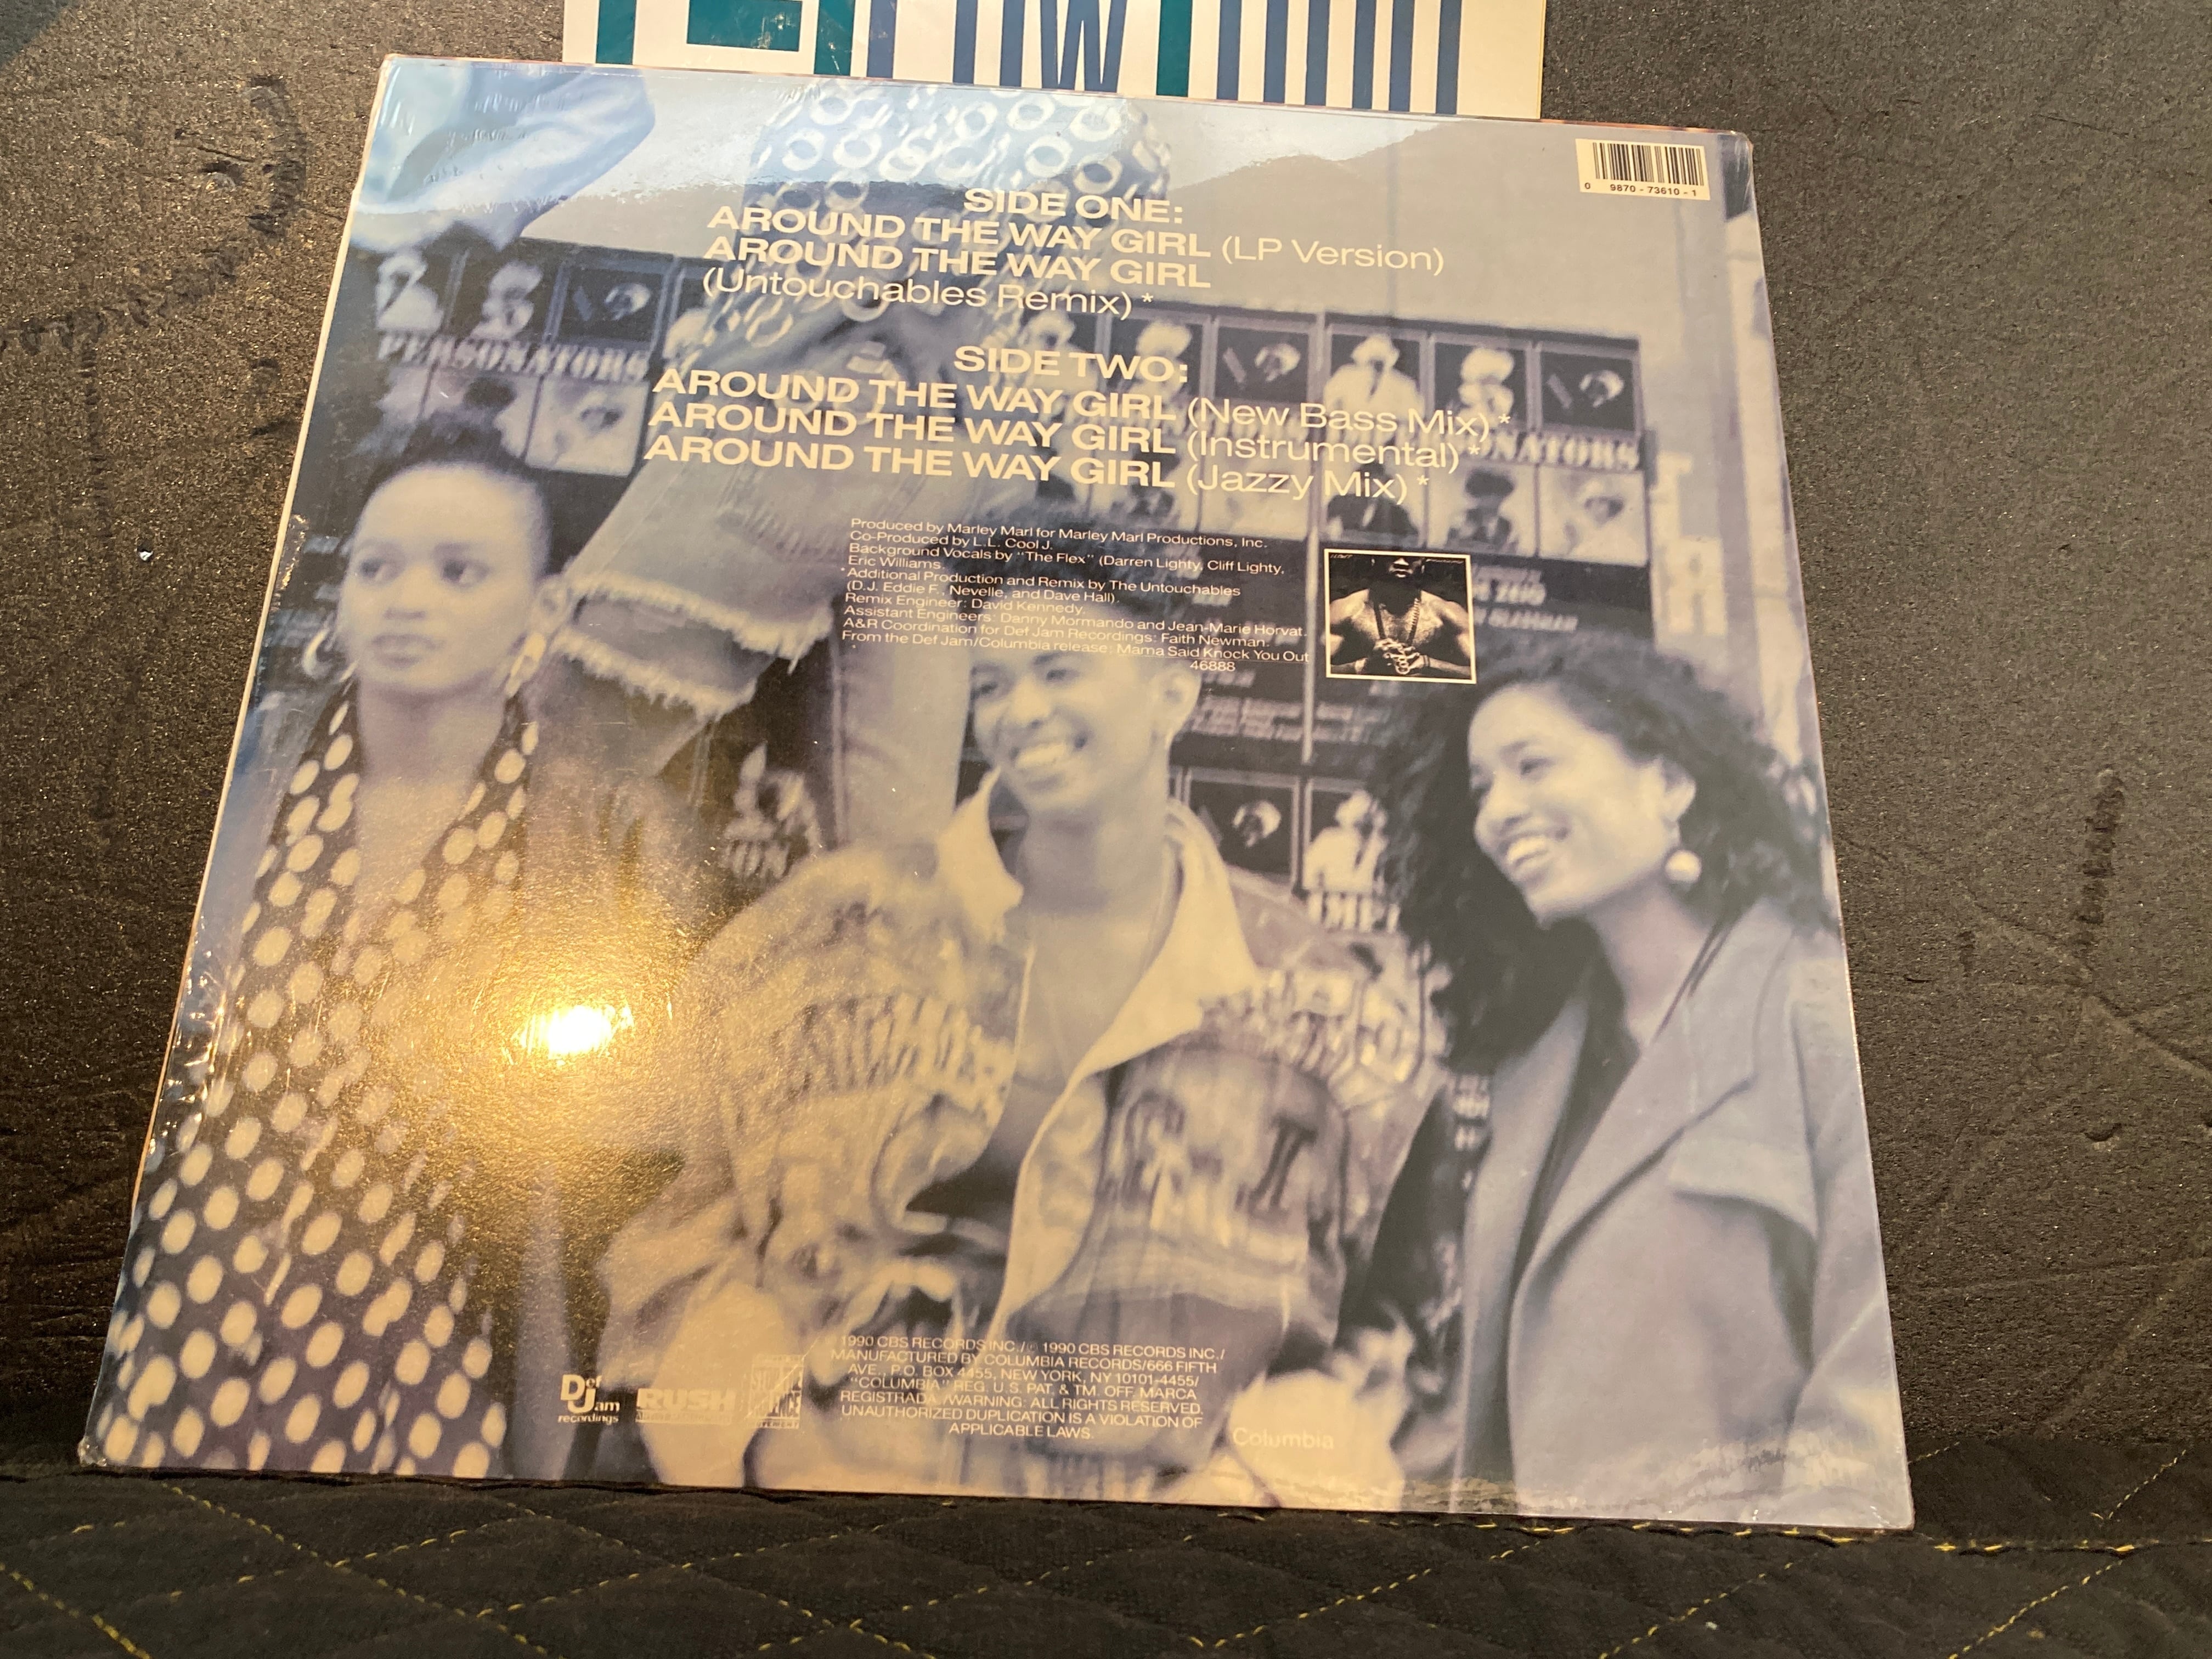 0 9870 - 73610 - 1
SIDE ONE:
AROUND THE WAY GIRL (LP Version)
AROUND THE WAY GIRL
(Untouchables Remix) *
SIDE TWO:
AROUND THE WAY GIRL (New Bass Mix) *
AROUND THE WAY GIRL (Instrumental) *
AROUND THE WAY GIRL (Jazzy Mix) *
PERSONATORS
NATORS
Produced by Marley Marl for Marley Marl Productions, Inc.
Co-Produced by L.L. Cool J.
Background Vocals by "The Flex" (Darren Lighty, Cliff Lighty,
Eric Williams.
*Additional Production and Remix by The Untouchables
(D.J. Eddie F., Nevelle, and Dave Hall).
Remix Engineer: David Kennedy.
Assistant Engineers: Danny Mormando and Jean-Marie Horvat.
A&R Coordination for Def Jam Recordings: Faith Newman.
From the Def Jam/Columbia release: Mama Said Knock You Out
46888
ION
IMPE
1990 CBS RECORDS INC./℗ 1990 CBS RECORDS INC./
MANUFACTURED BY COLUMBIA RECORDS/666 FIFTH
AVE., P.O. BOX 4455, NEW YORK, NY 10101-4455/
"COLUMBIA" REG. U.S. PAT. & TM. OFF. MARCA
REGISTRADA./WARNING: ALL RIGHTS RESERVED.
UNAUTHORIZED DUPLICATION IS A VIOLATION OF
APPLICABLE LAWS.
Def
Jam
recordings
RUSH
Columbia